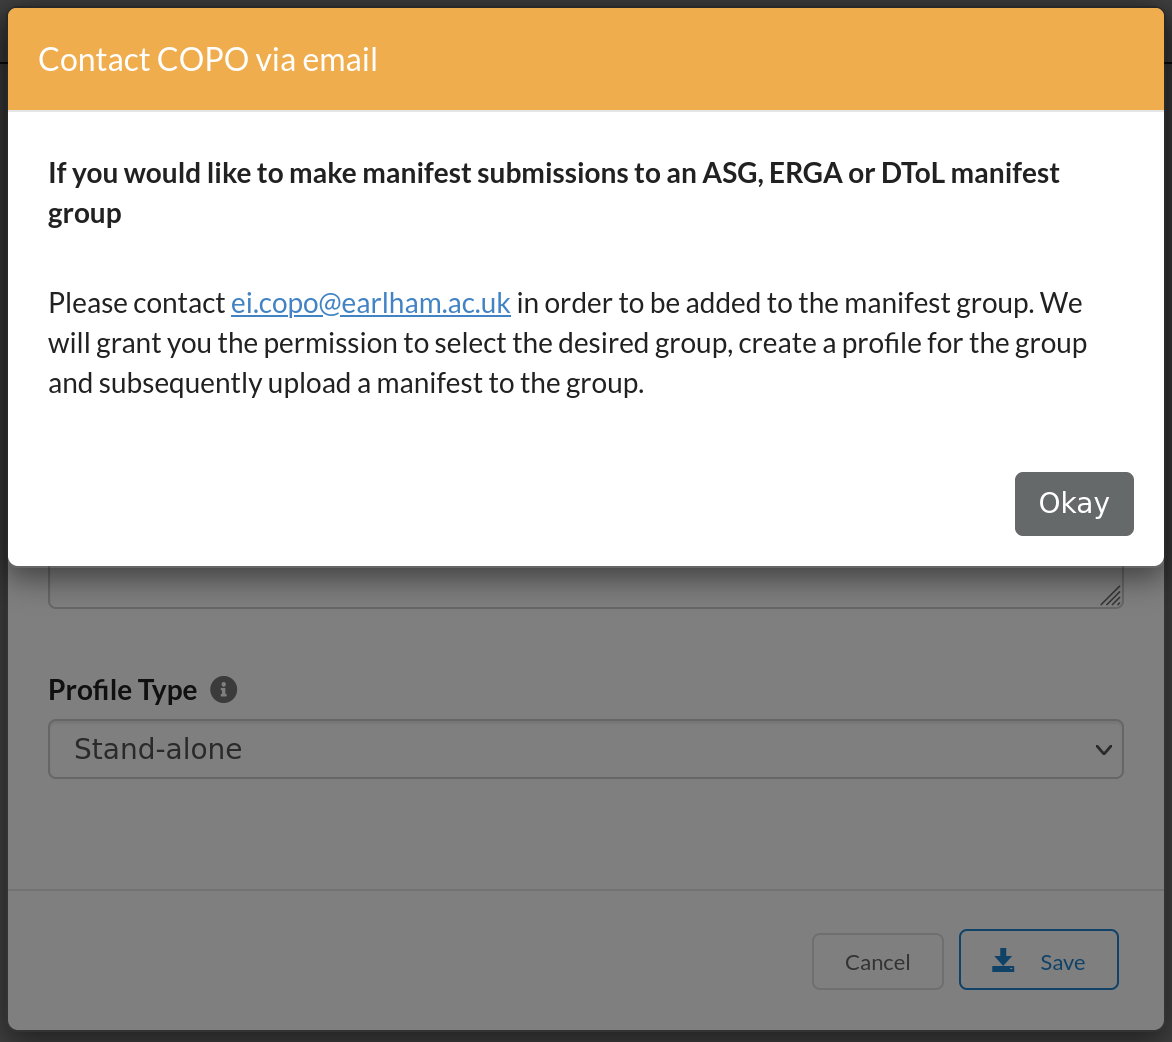 Contact COPO via email
If you would like to make manifest submissions to an ASG, ERGA or DToL manifest
group
Please contact ei.copo@earlham.ac.uk in order to be added to the manifest group. We
will grant you the permission to select the desired group, create a profile for the group
and subsequently upload a manifest to the group.
Okay
Profile Type
Stand-alone
Cancel
Save